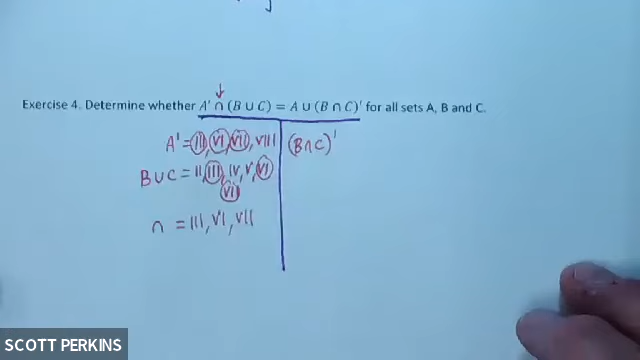 Exercise 4. Determine whether A′ ∩ (B ∪ C) = A ∪ (B ∩ C)′ for all sets A, B and C.
A' = III, VI, VII, VIII
(B∩C)'
B∪C = II, III, IV, V, VI
VII
∩ = III, VI, VII
SCOTT PERKINS